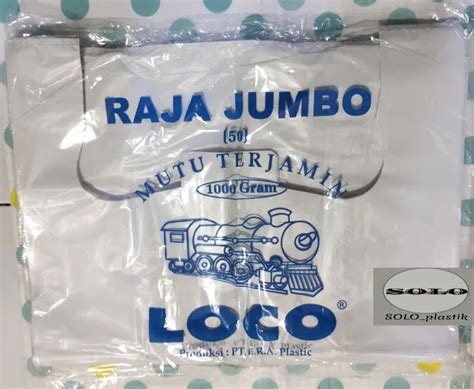 RAJA JUMBO
(50)
MUTU TERJAMIN
1000 Gram
LOCO ®
Produksi : PT.E.R.A. Plastic
SOLO
SOLO_plastik